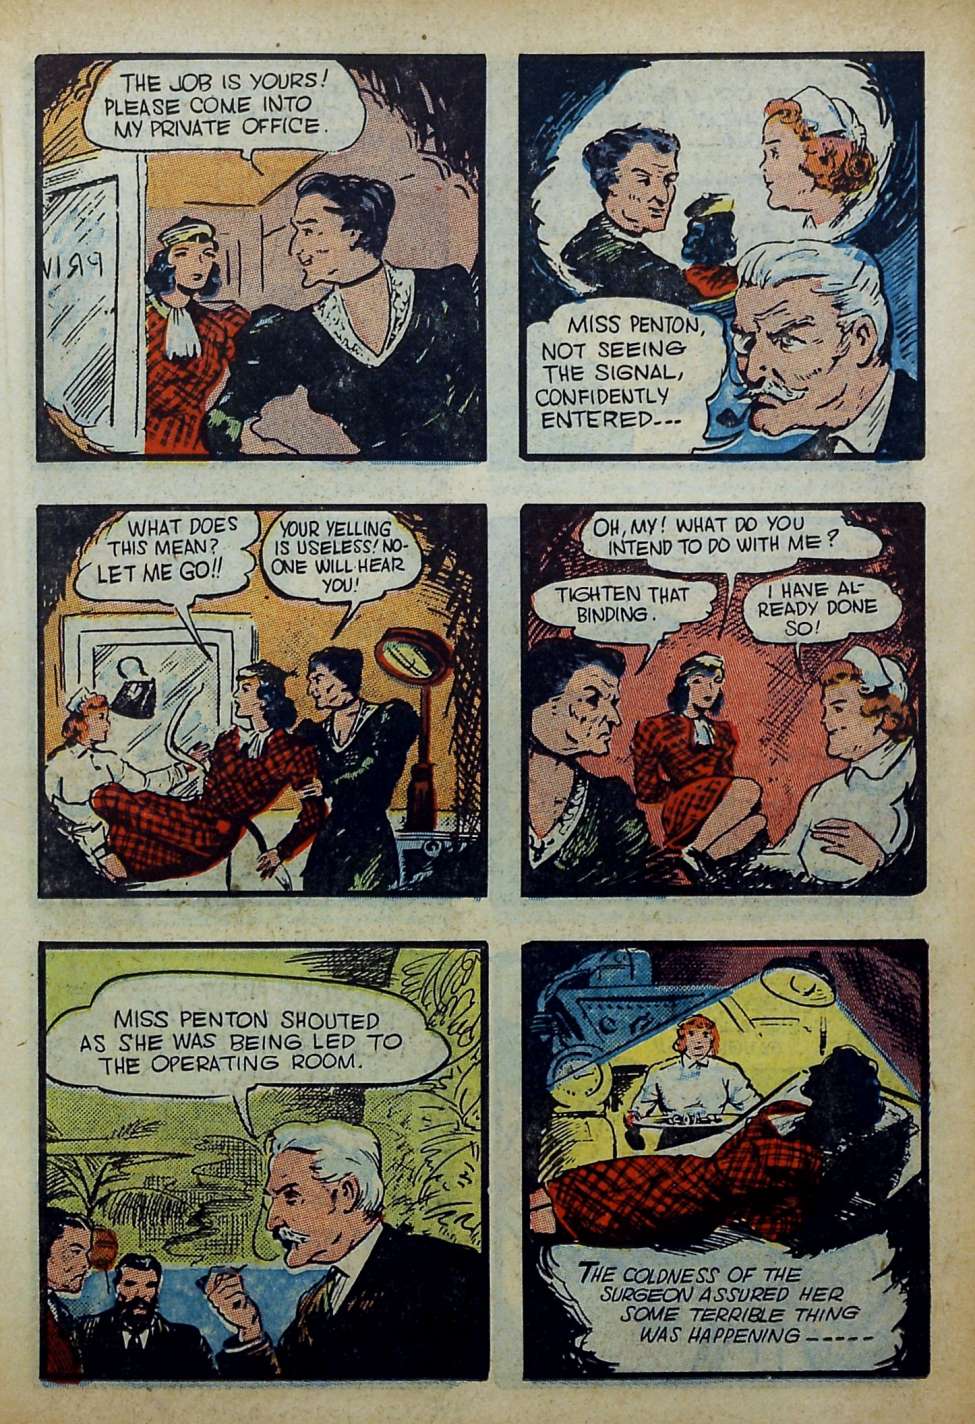 THE JOB IS YOURS!
PLEASE COME INTO
MY PRIVATE OFFICE.
PRIV
MISS PENTON,
NOT SEEING
THE SIGNAL,
CONFIDENTLY
ENTERED---
WHAT DOES
THIS MEAN?
LET ME GO!!
YOUR YELLING
IS USELESS! NO-
ONE WILL HEAR
YOU!
OH, MY! WHAT DO YOU
INTEND TO DO WITH ME?
TIGHTEN THAT
BINDING.
I HAVE AL-
READY DONE
SO!
MISS PENTON SHOUTED
AS SHE WAS BEING LED TO
THE OPERATING ROOM.
THE COLDNESS OF THE
SURGEON ASSURED HER
SOME TERRIBLE THING
WAS HAPPENING-----